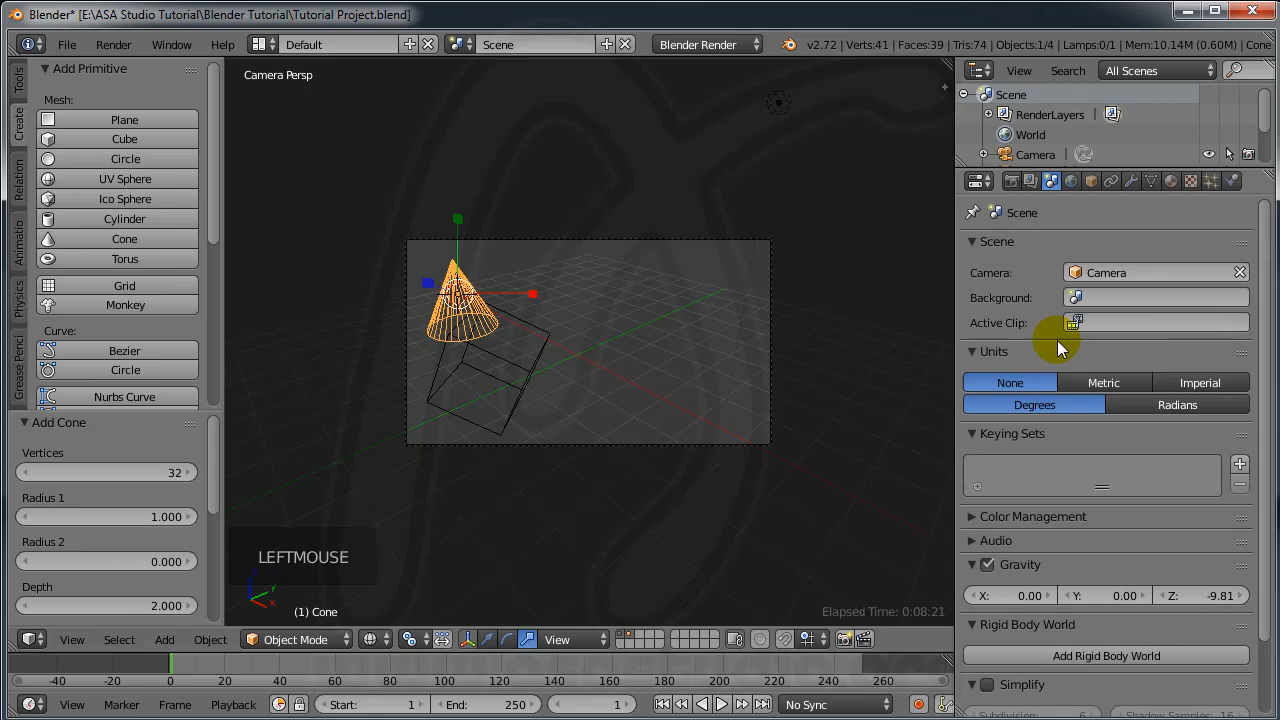 Blender* [E:\ASA Studio Tutorial\Blender Tutorial\Tutorial Project.blend]
File Render Window Help Default Scene Blender Render v2.72 | Verts:41 | Faces:39 | Tris:74 | Objects:1/4 | Lamps:0/1 | Mem:10.14M (0.60M) | Cone
Add Primitive
Mesh:
Plane
Cube
Circle
UV Sphere
Ico Sphere
Cylinder
Cone
Torus
Grid
Monkey
Curve:
Bezier
Circle
Nurbs Curve
Tools
Create
Relation
Animatio
Physics
Grease Penci
Add Cone
Vertices
32
Radius 1
1.000
Radius 2
0.000
Depth
2.000
Camera Persp
LEFTMOUSE
z
y
x
(1) Cone
Elapsed Time: 0:08:21
View Select Add Object Object Mode View
-40 -20 0 20 40 60 80 100 120 140 160 180 200 220 240 260
View Marker Frame Playback Start: 1 End: 250 1 No Sync
View Search All Scenes
Scene
RenderLayers |
World
Camera |
Scene
Scene
Camera: Camera
Background:
Active Clip:
Units
None Metric Imperial
Degrees Radians
Keying Sets
Color Management
Audio
Gravity
X: 0.00 Y: 0.00 Z: -9.81
Rigid Body World
Add Rigid Body World
Simplify
Subdivision: 6 Shadow Samples: 16